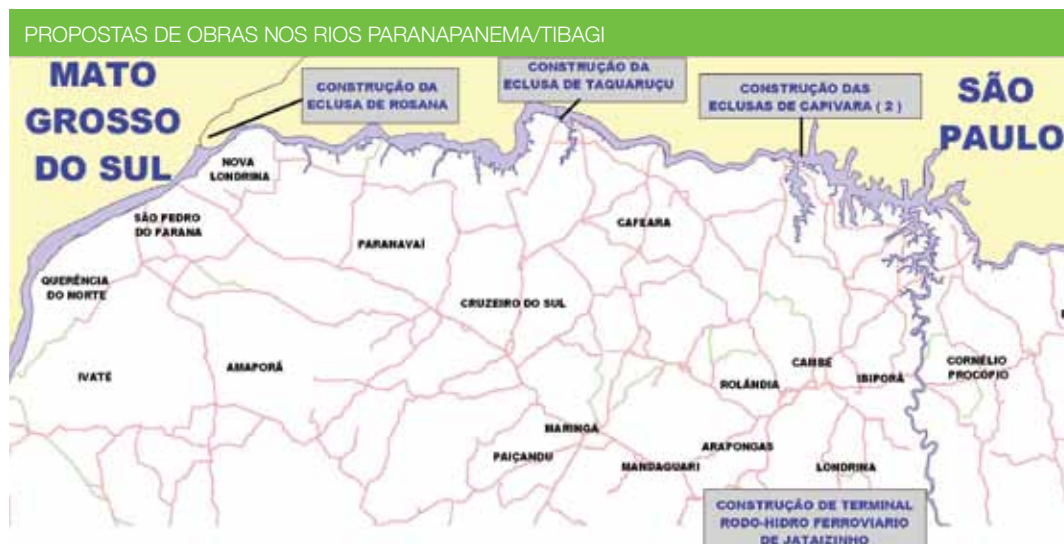 PROPOSTAS DE OBRAS NOS RIOS PARANAPANEMA/TIBAGI
MATO
GROSSO
DO SUL
CONSTRUÇÃO DA
ECLUSA DE ROSANA
CONSTRUÇÃO DA
ECLUSA DE TAQUARUÇU
CONSTRUÇÃO DAS
ECLUSAS DE CAPIVARA ( 2 )
SÃO
PAULO
NOVA
LONDRINA
SÃO PEDRO
DO PARANA
PARANAVAÍ
CAFEARA
QUERÊNCIA
DO NORTE
CRUZEIRO DO SUL
IVATÉ
AMAPORÃ
ROLÂNDIA
CAMBÉ
IBIPORÃ
CORNÉLIO
PROCÓPIO
MARINGÁ
PAIÇANDU
MANDAGUARI
ARAPONGAS
LONDRINA
CONSTRUÇÃO DE TERMINAL
RODO-HIDRO FERROVIARIO
DE JATAIZINHO